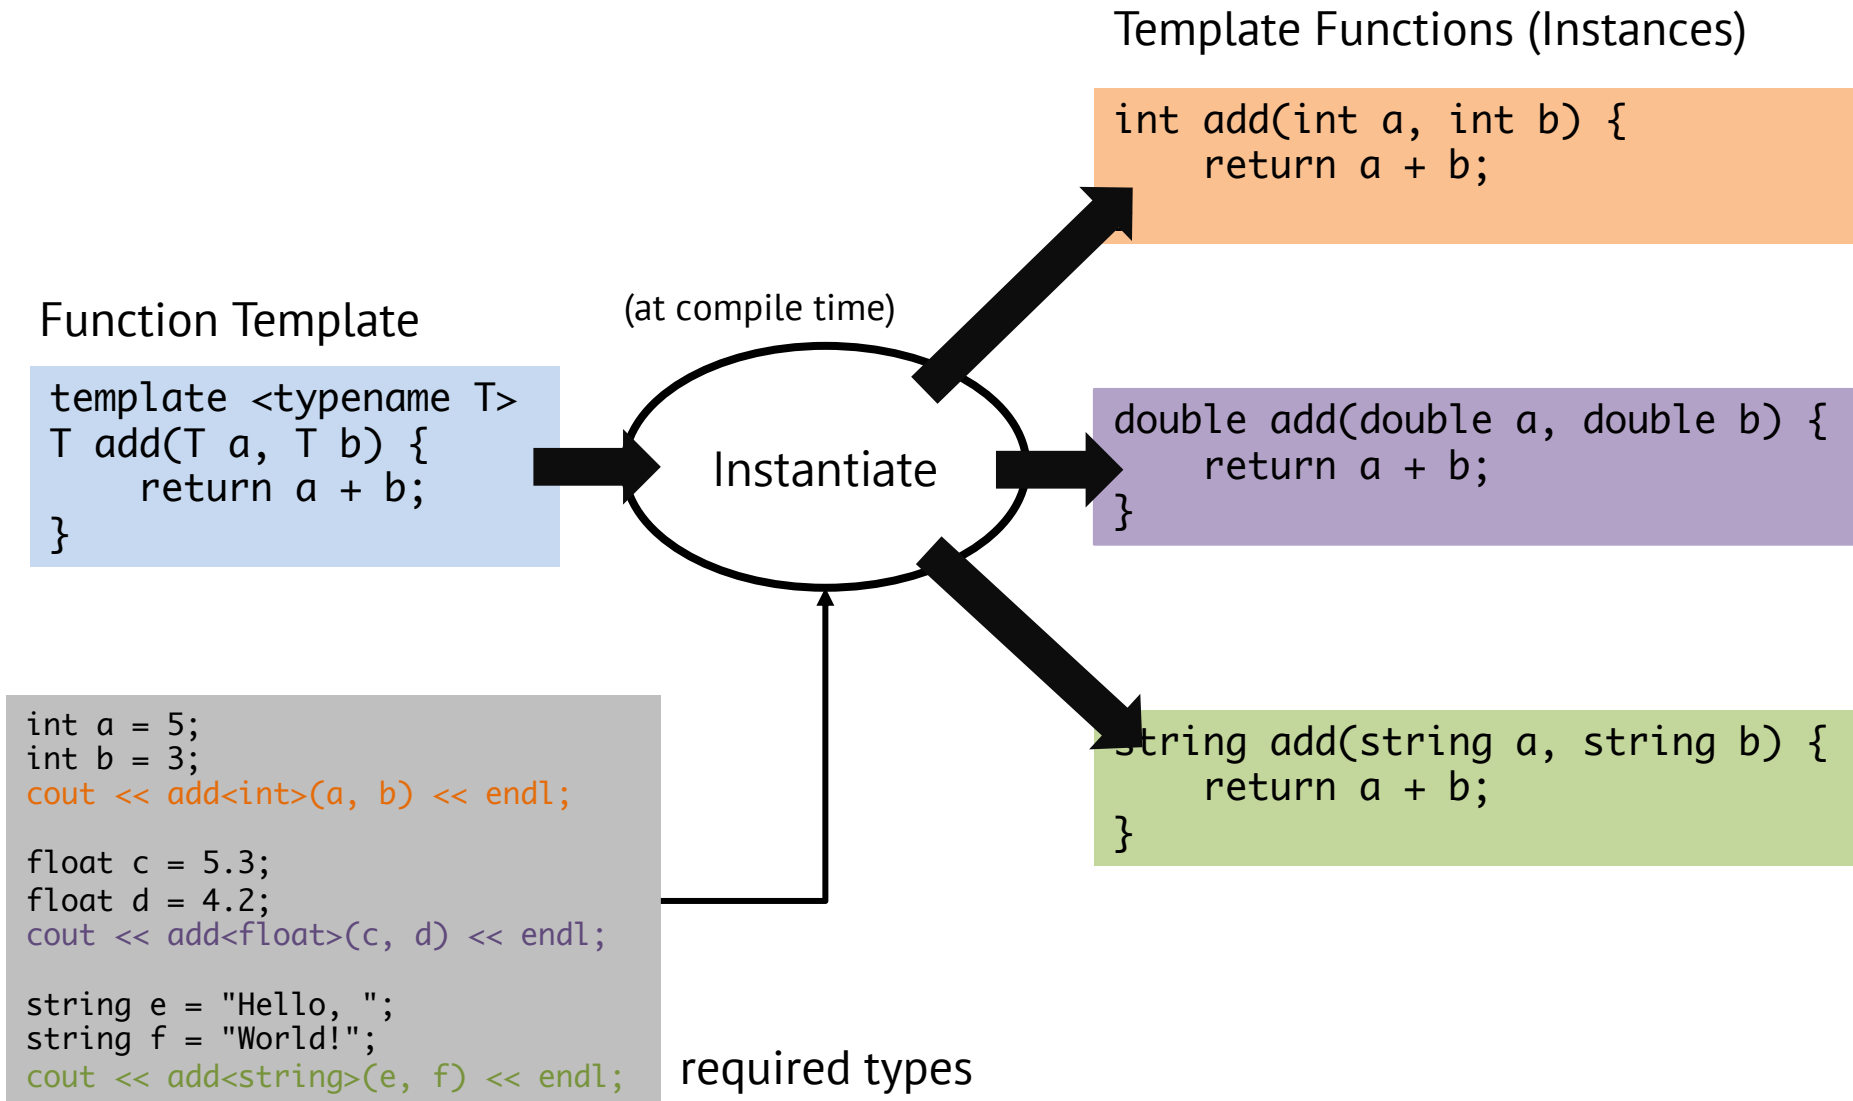 Template Functions (Instances)
int add(int a, int b) {
    return a + b;
(at compile time)
Function Template
template <typename T>
T add(T a, T b) {
    return a + b;
}
Instantiate
double add(double a, double b) {
    return a + b;
}
string add(string a, string b) {
    return a + b;
}
int a = 5;
int b = 3;
cout << add<int>(a, b) << endl;
float c = 5.3;
float d = 4.2;
cout << add<float>(c, d) << endl;
string e = "Hello, ";
string f = "World!";
cout << add<string>(e, f) << endl;
required types